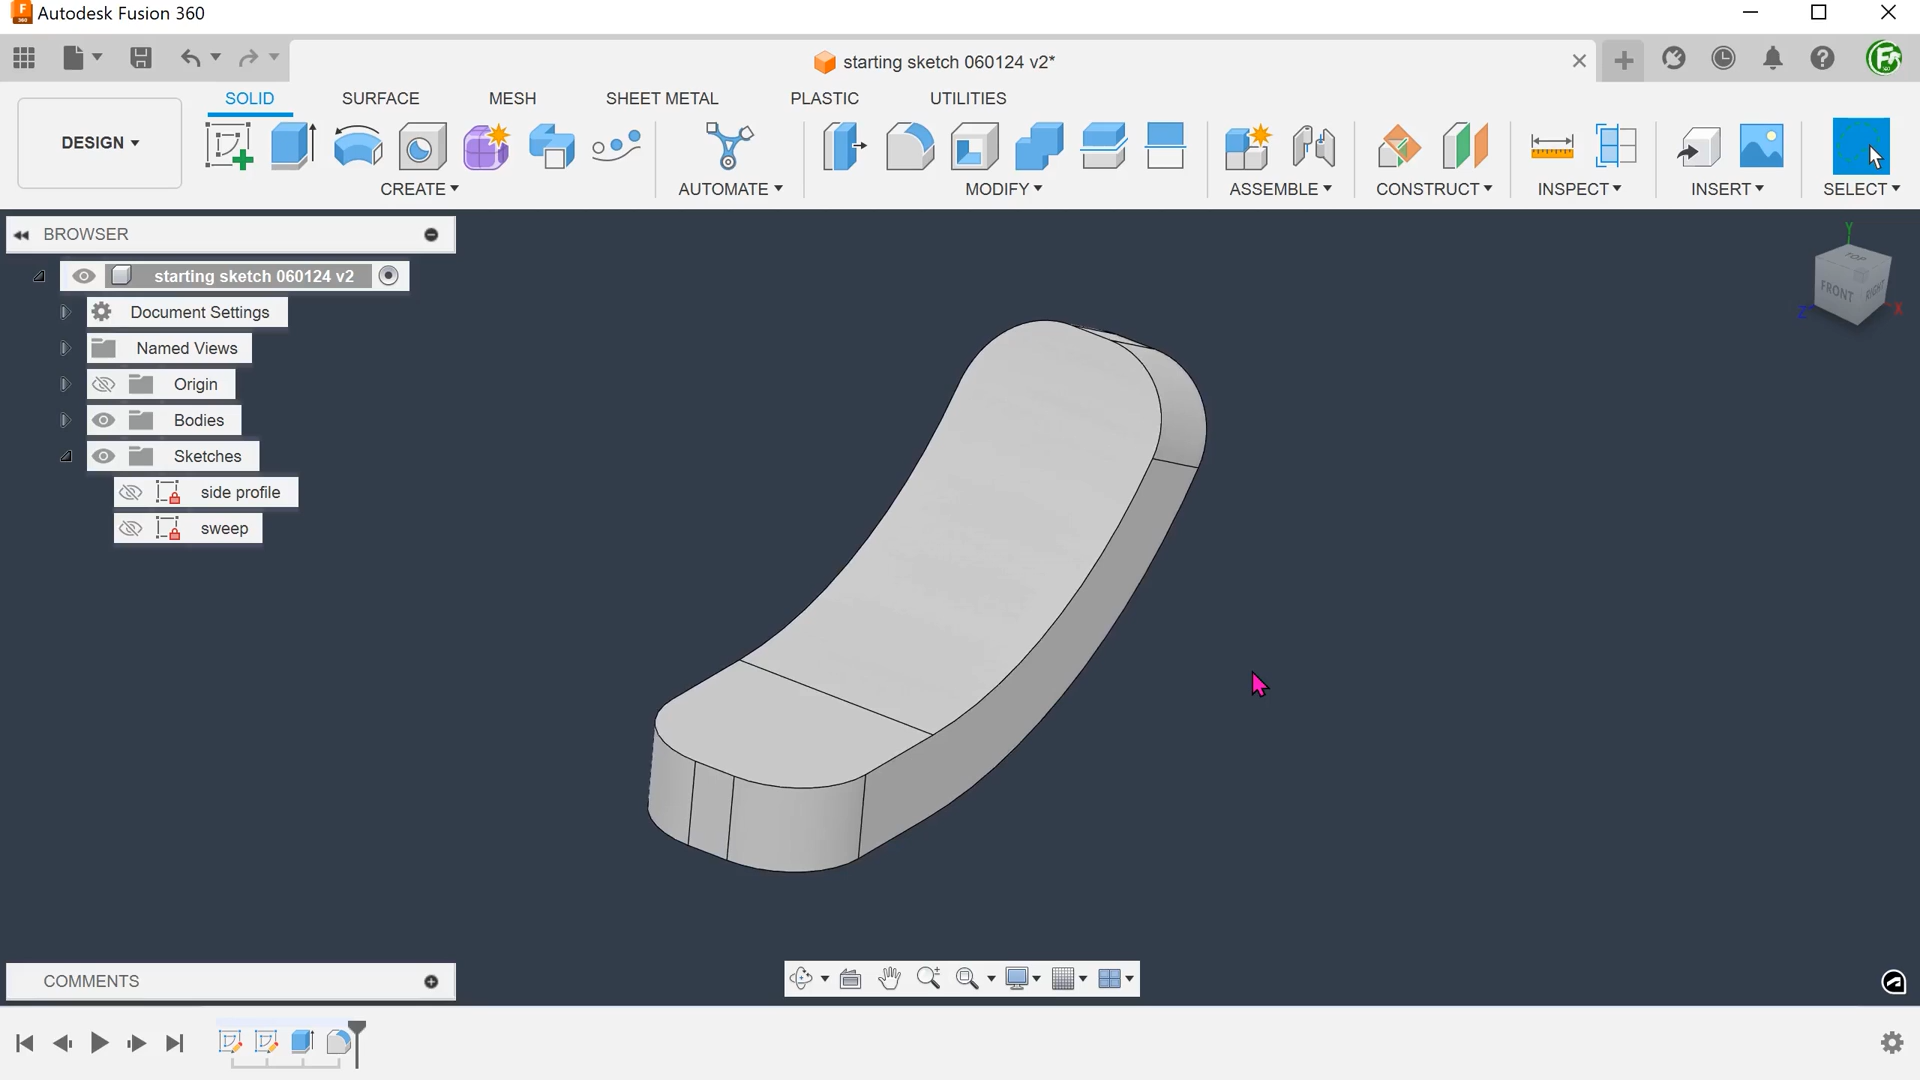 Autodesk Fusion 360
starting sketch 060124 v2*
SOLID SURFACE MESH SHEET METAL PLASTIC UTILITIES
DESIGN
CREATE AUTOMATE MODIFY ASSEMBLE CONSTRUCT INSPECT INSERT SELECT
BROWSER
starting sketch 060124 v2
Document Settings
Named Views
Origin
Bodies
Sketches
side profile
sweep
Y
TOP
FRONT RIGHT
Z X
COMMENTS